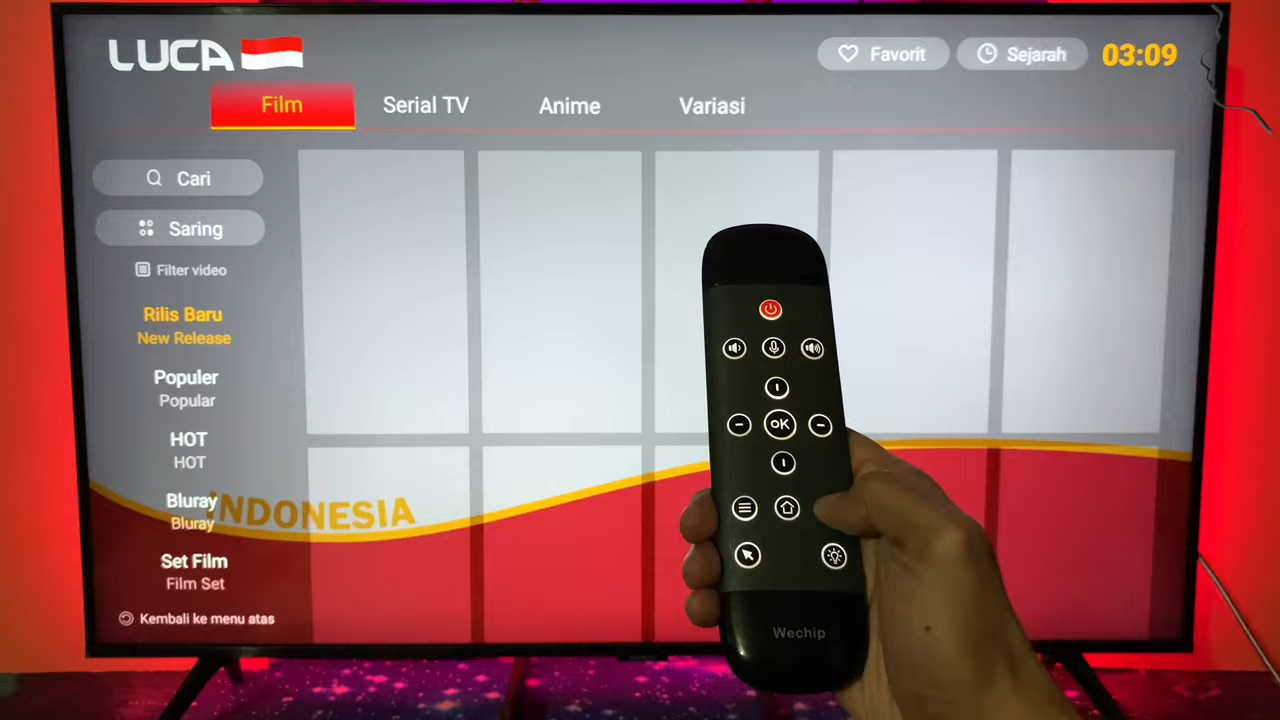 LUCA
Favorit
Sejarah
03:09
Film
Serial TV
Anime
Variasi
Cari
Saring
Filter video
Rilis Baru
New Release
Populer
Popular
HOT
HOT
Bluray
Bluray
INDONESIA
Set Film
Film Set
Kembali ke menu atas
OK
Wechip